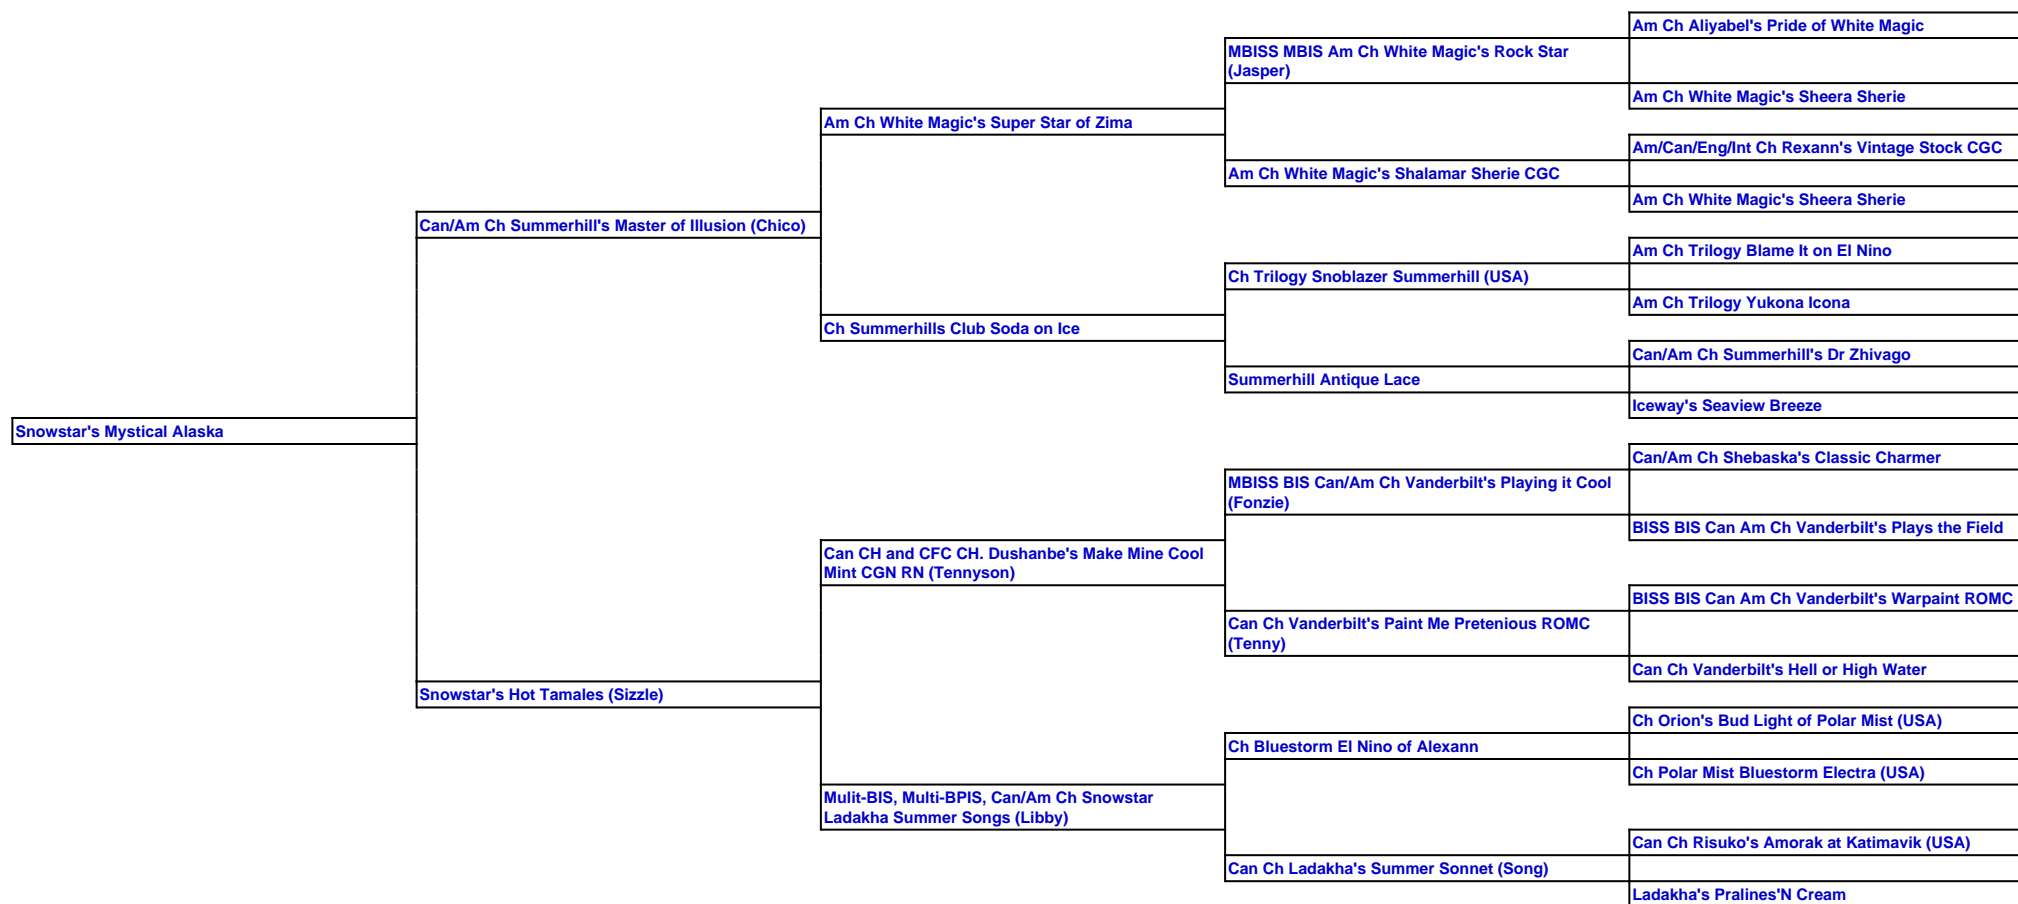 Am Ch Aliyabel's Pride of White Magic
MBISS MBIS Am Ch White Magic's Rock Star
(Jasper)
Am Ch White Magic's Sheera Sherie
Am Ch White Magic's Super Star of Zima
Am/Can/Eng/Int Ch Rexann's Vintage Stock CGC
Am Ch White Magic's Shalamar Sherie CGC
Am Ch White Magic's Sheera Sherie
Can/Am Ch Summerhill's Master of Illusion (Chico)
Am Ch Trilogy Blame It on El Nino
Ch Trilogy Snoblazer Summerhill (USA)
Am Ch Trilogy Yukona Icona
Ch Summerhills Club Soda on Ice
Can/Am Ch Summerhill's Dr Zhivago
Summerhill Antique Lace
Iceway's Seaview Breeze
Snowstar's Mystical Alaska
Can/Am Ch Shebaska's Classic Charmer
MBISS BIS Can/Am Ch Vanderbilt's Playing it Cool
(Fonzie)
BISS BIS Can Am Ch Vanderbilt's Plays the Field
Can CH and CFC CH. Dushanbe's Make Mine Cool
Mint CGN RN (Tennyson)
BISS BIS Can Am Ch Vanderbilt's Warpaint ROMC
Can Ch Vanderbilt's Paint Me Pretenious ROMC
(Tenny)
Can Ch Vanderbilt's Hell or High Water
Snowstar's Hot Tamales (Sizzle)
Ch Orion's Bud Light of Polar Mist (USA)
Ch Bluestorm El Nino of Alexann
Ch Polar Mist Bluestorm Electra (USA)
Mulit-BIS, Multi-BPIS, Can/Am Ch Snowstar
Ladakha Summer Songs (Libby)
Can Ch Risuko's Amorak at Katimavik (USA)
Can Ch Ladakha's Summer Sonnet (Song)
Ladakha's Pralines'N Cream